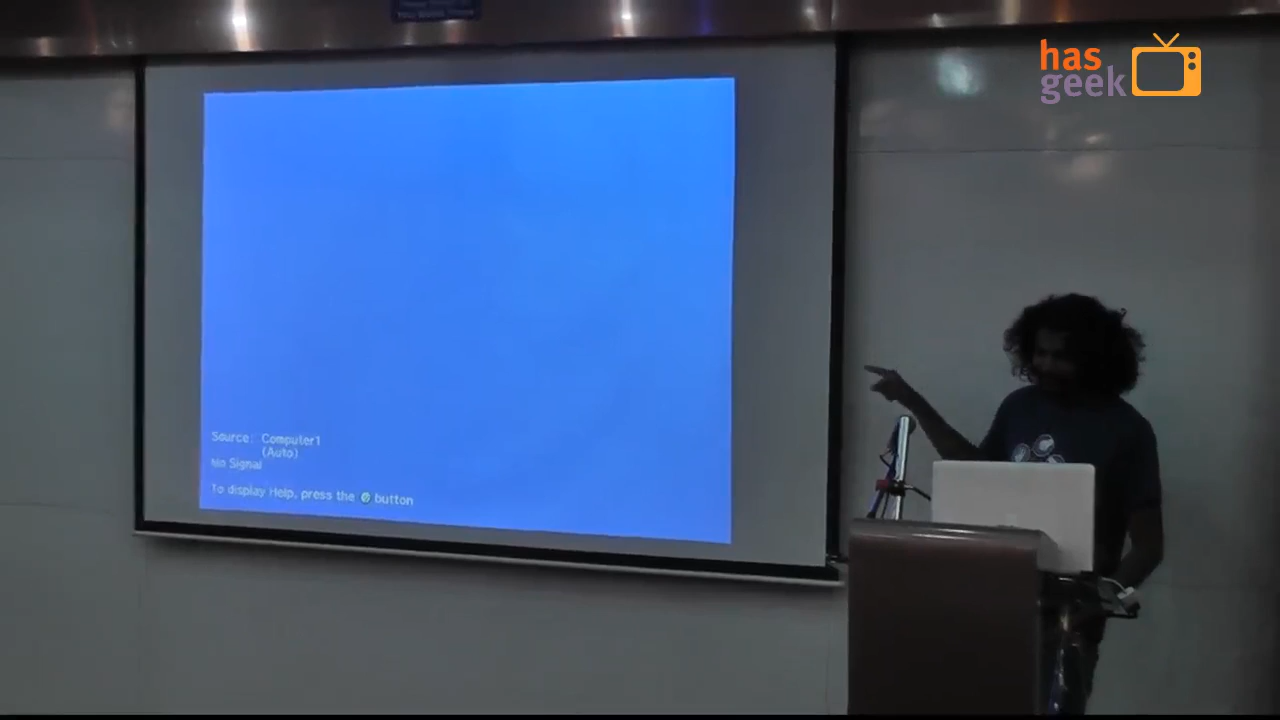 has
geek
Source: Computer1
(Auto)
No Signal
To display Help, press the button